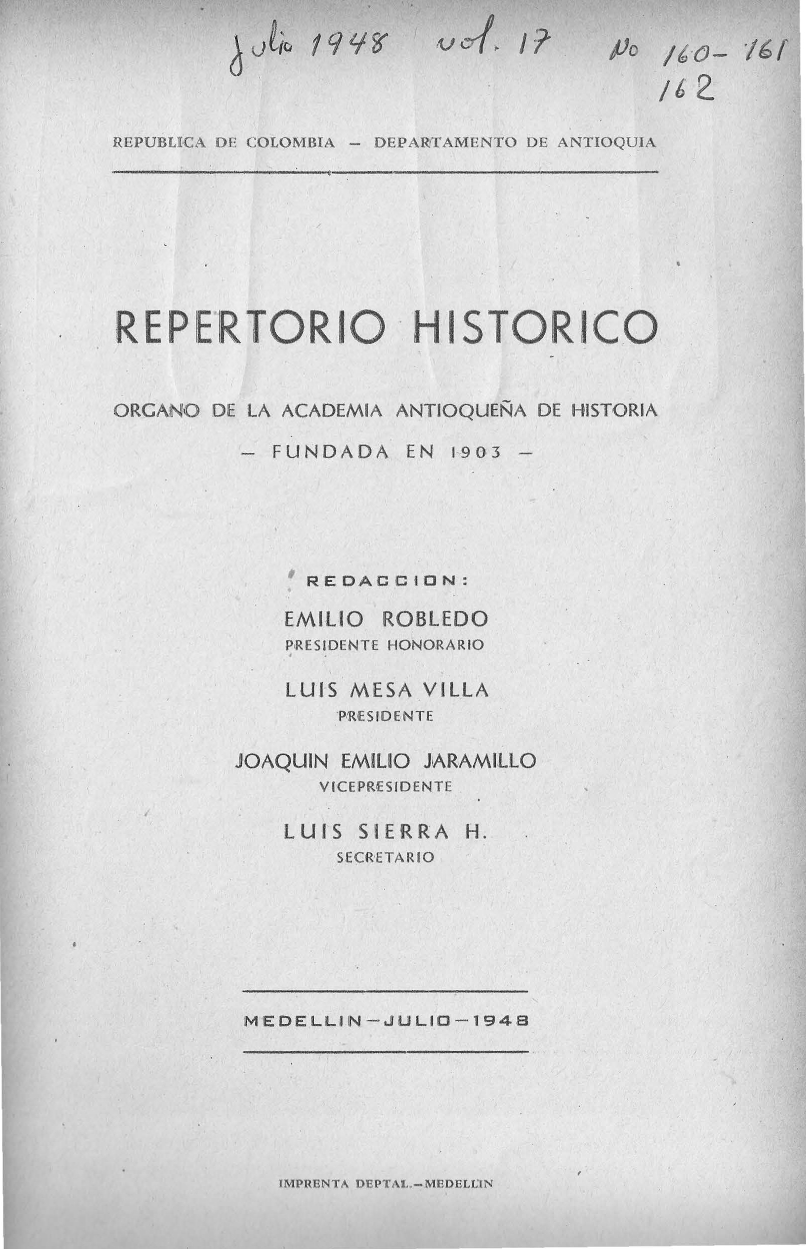 julio 1948 vol. 17 No 160-161
162
REPUBLICA DE COLOMBIA — DEPARTAMENTO DE ANTIOQUIA
REPERTORIO HISTORICO
ORGANO DE LA ACADEMIA ANTIOQUEÑA DE HISTORIA
— FUNDADA EN 1903 —
REDACCION:
EMILIO ROBLEDO
PRESIDENTE HONORARIO
LUIS MESA VILLA
PRESIDENTE
JOAQUIN EMILIO JARAMILLO
VICEPRESIDENTE
LUIS SIERRA H.
SECRETARIO
MEDELLIN—JULIO—1948
IMPRENTA DEPTAL.—MEDELLIN